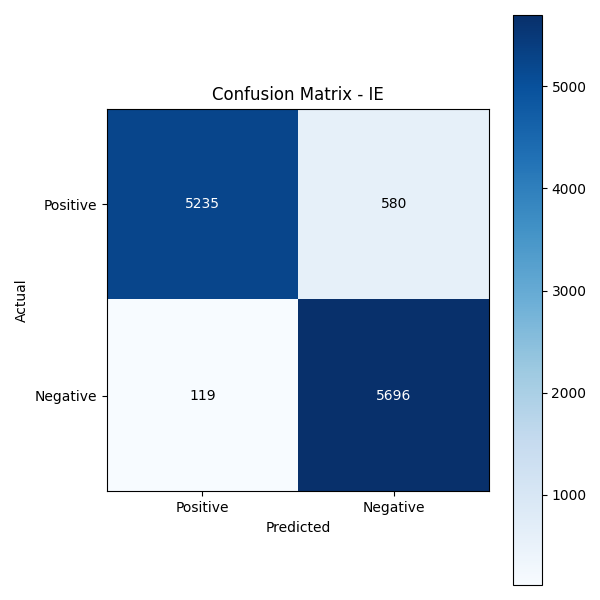 Confusion Matrix - IE
Actual
Positive
5235
580
Negative
119
5696
Positive
Negative
Predicted
5000
4000
3000
2000
1000